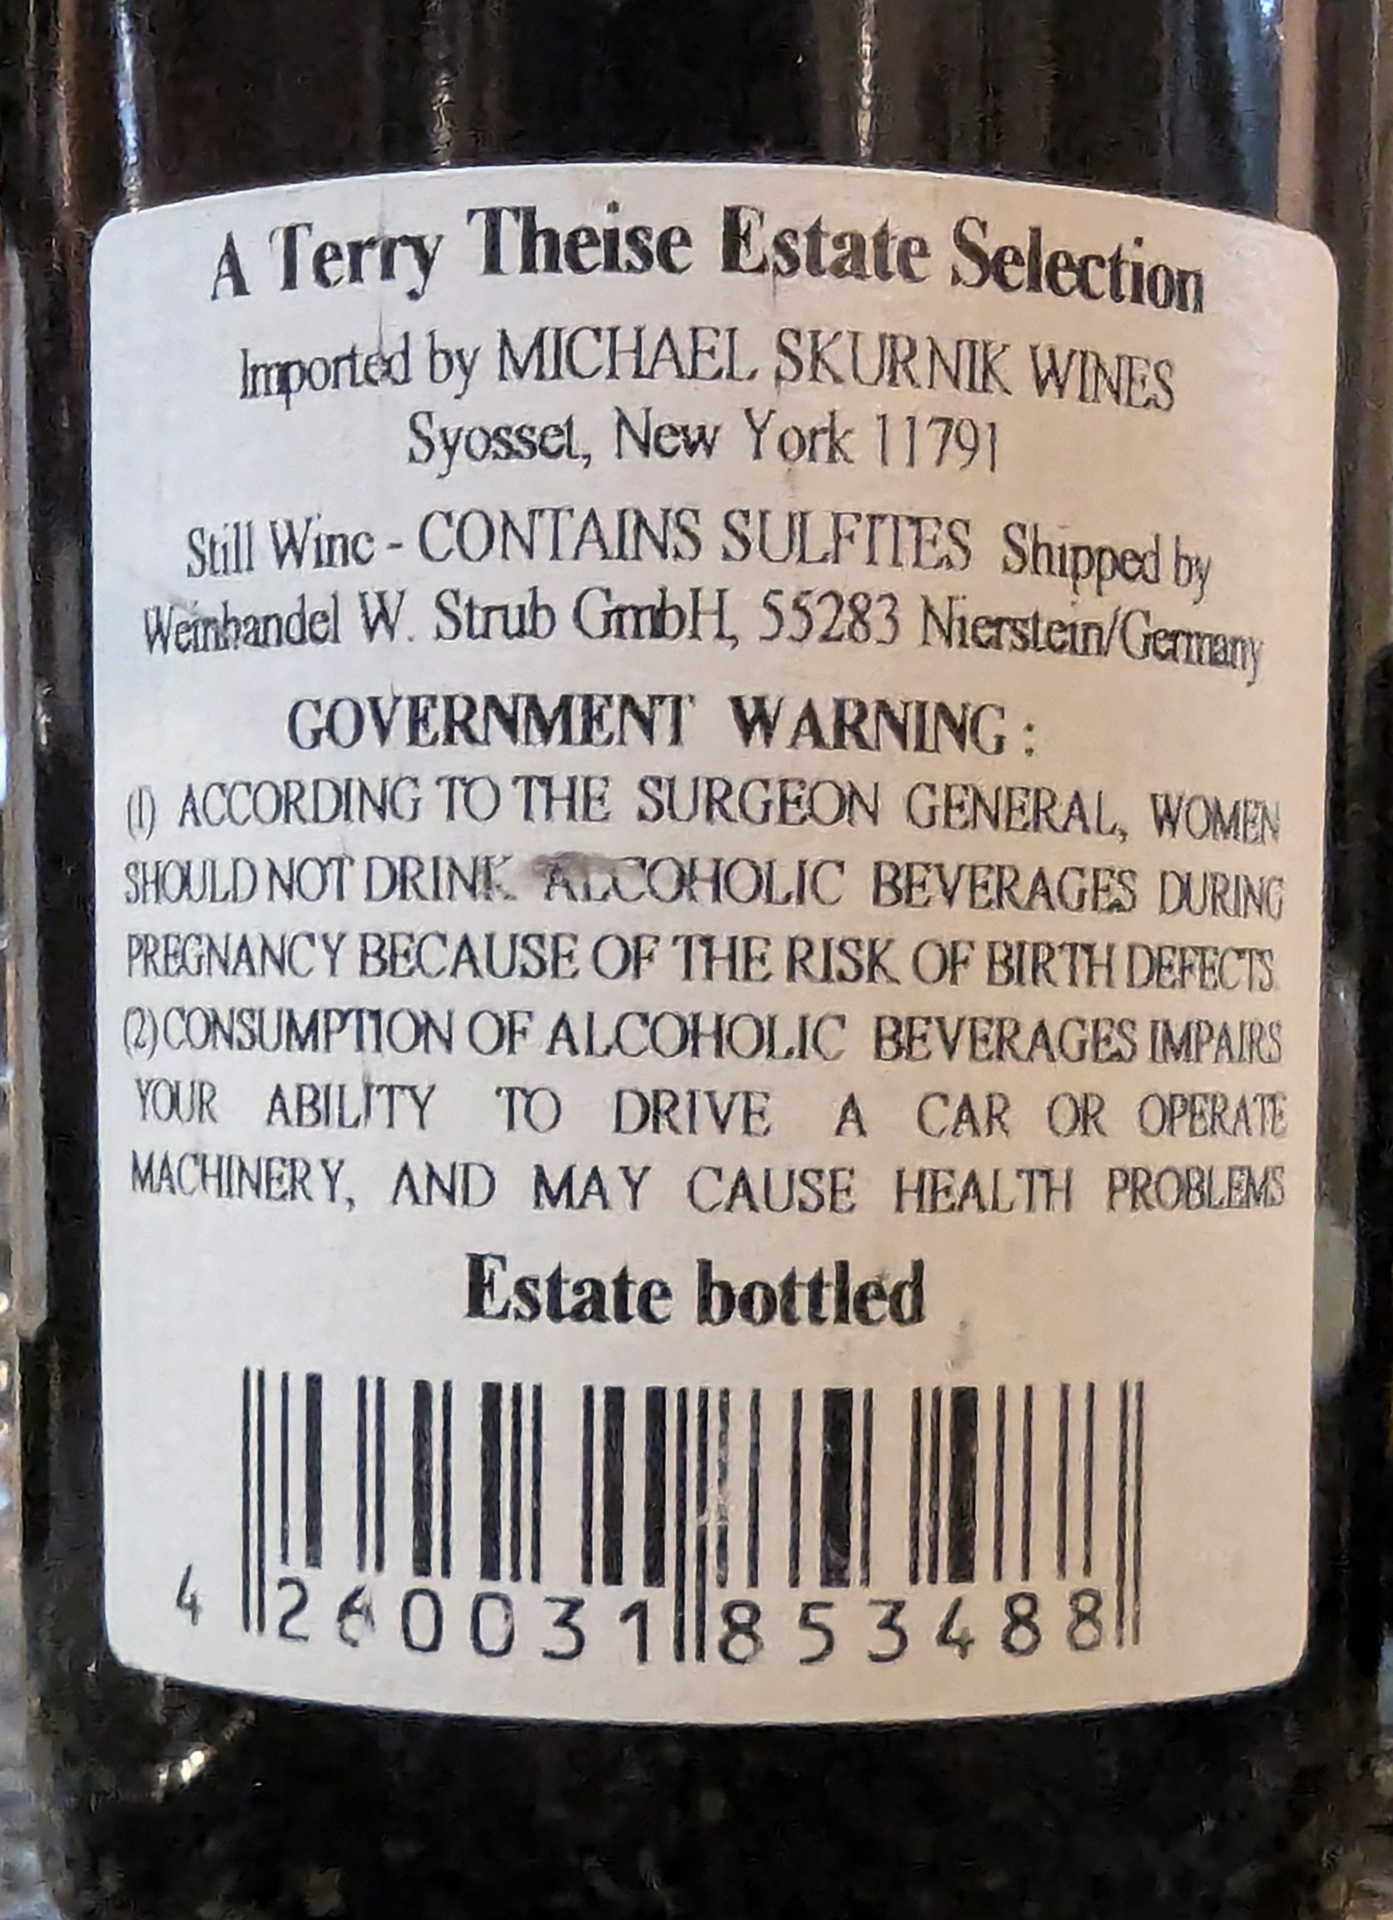 A Terry Theise Estate Selection
Imported by MICHAEL SKURNIK WINES
Syosset, New York 11791
Still Wine - CONTAINS SULFITES Shipped by
Weinhandel W. Strub GmbH, 55283 Nierstein/Germany
GOVERNMENT WARNING :
(1) ACCORDING TO THE SURGEON GENERAL, WOMEN
SHOULD NOT DRINK ALCOHOLIC BEVERAGES DURING
PREGNANCY BECAUSE OF THE RISK OF BIRTH DEFECTS.
(2) CONSUMPTION OF ALCOHOLIC BEVERAGES IMPAIRS
YOUR ABILITY TO DRIVE A CAR OR OPERATE
MACHINERY, AND MAY CAUSE HEALTH PROBLEMS
Estate bottled
4 260031 853488